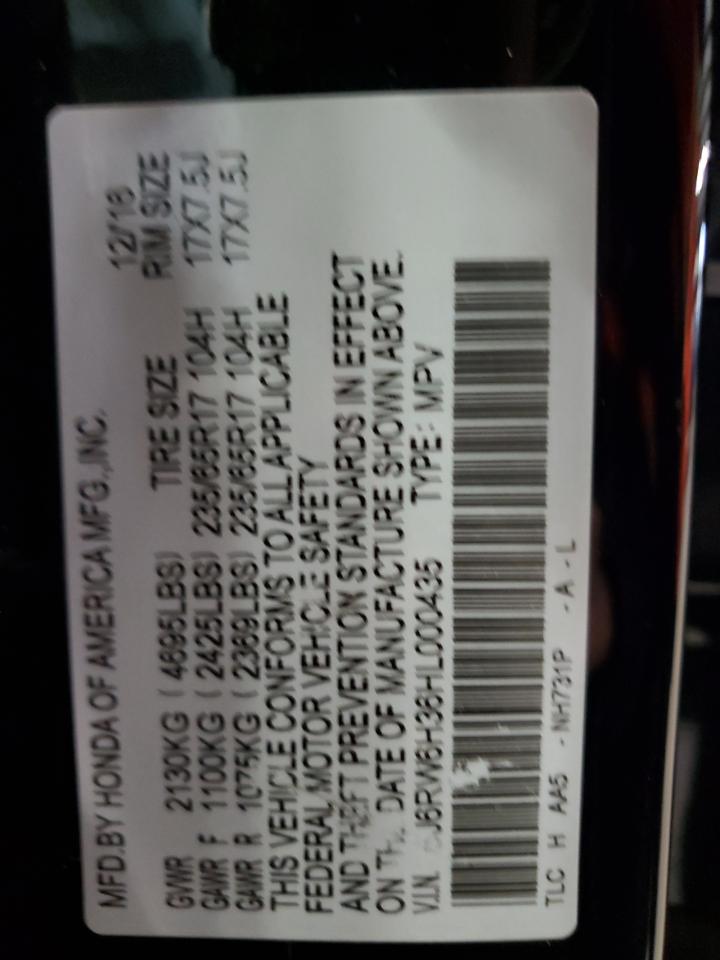 MFD.BY HONDA OF AMERICA MFG.,INC. 12/16
TIRE SIZE RIM SIZE
GVWR 2130KG (4695LBS)
GAWR F 1100KG (2425LBS) 235/65R17 104H 17X7.5J
GAWR R 1075KG (2369LBS) 235/65R17 104H 17X7.5J
THIS VEHICLE CONFORMS TO ALL APPLICABLE
FEDERAL MOTOR VEHICLE SAFETY
AND THEFT PREVENTION STANDARDS IN EFFECT
ON DATE OF MANUFACTURE SHOWN ABOVE.
V.I.N. TYPE: MPV
TLC H AA5 - NH731P - A - L